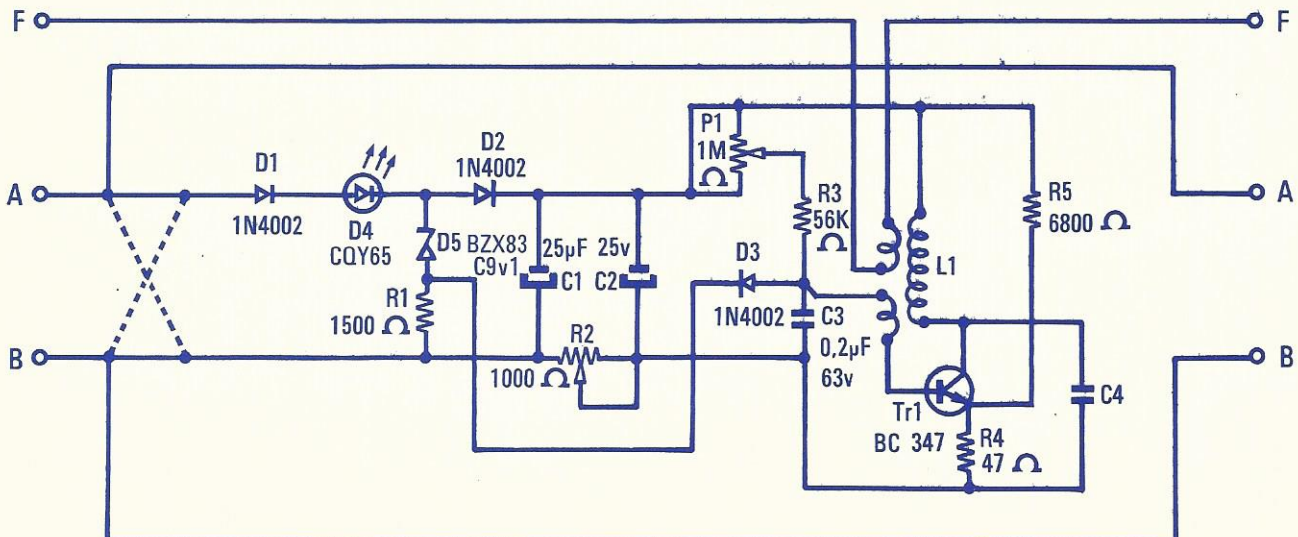 F
F
P1
1M
Ω
D2
1N4002
D1
A
A
R3
56K
Ω
R5
6800 Ω
1N4002
D4
CQY65
D5
BZX83
C9v1
25µF
25v
D3
L1
C1
C2
R1
1500 Ω
1N4002
C3
R2
0,2µF
63v
B
B
1000 Ω
C4
Tr1
BC 347
R4
47 Ω